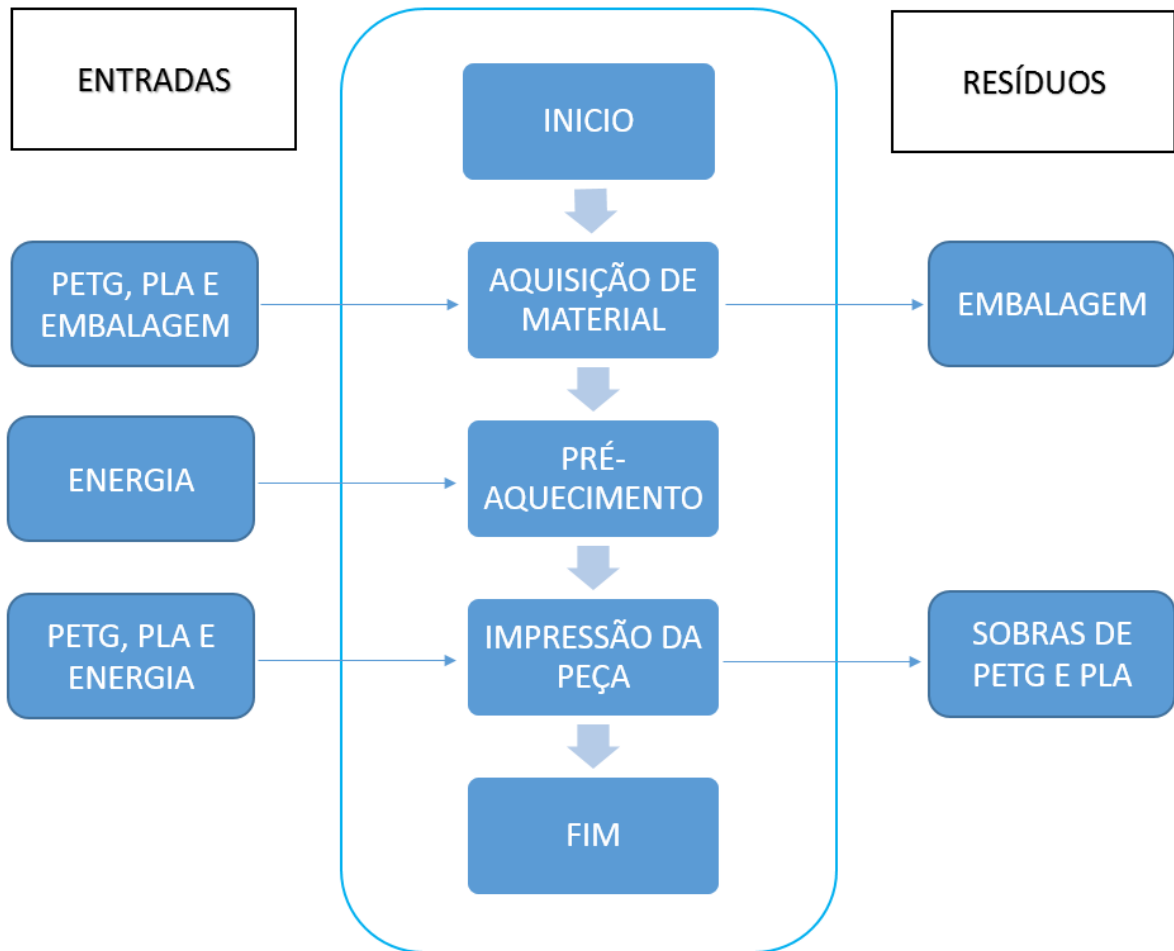 ENTRADAS
INICIO
RESÍDUOS
PETG, PLA E
EMBALAGEM
AQUISIÇÃO DE
MATERIAL
EMBALAGEM
ENERGIA
PRÉ-
AQUECIMENTO
PETG, PLA E
ENERGIA
IMPRESSÃO DA
PEÇA
SOBRAS DE
PETG E PLA
FIM